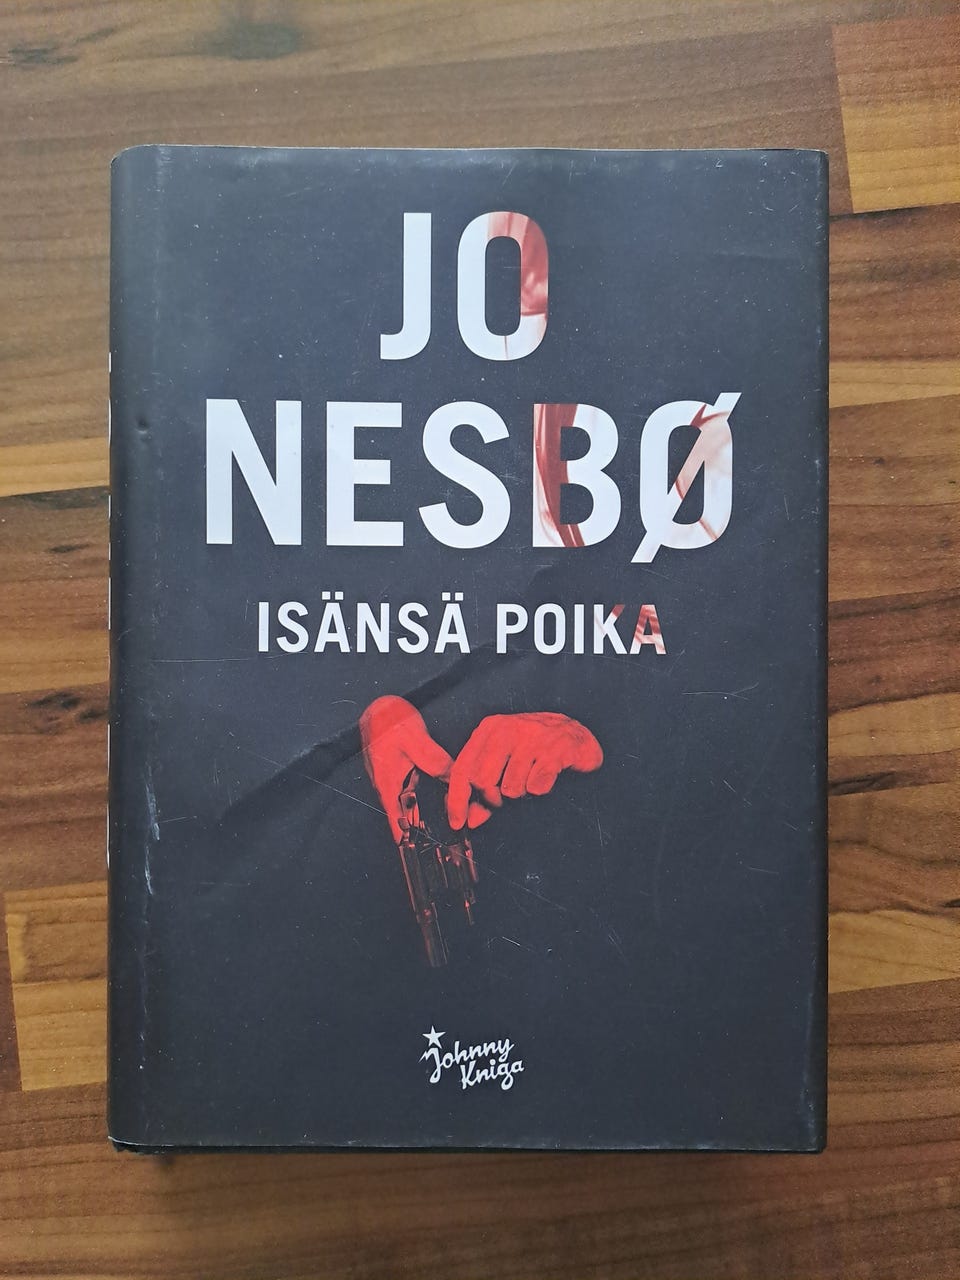 JO
NESBØ
ISÄNSÄ POIKA
Johnny
Kniga